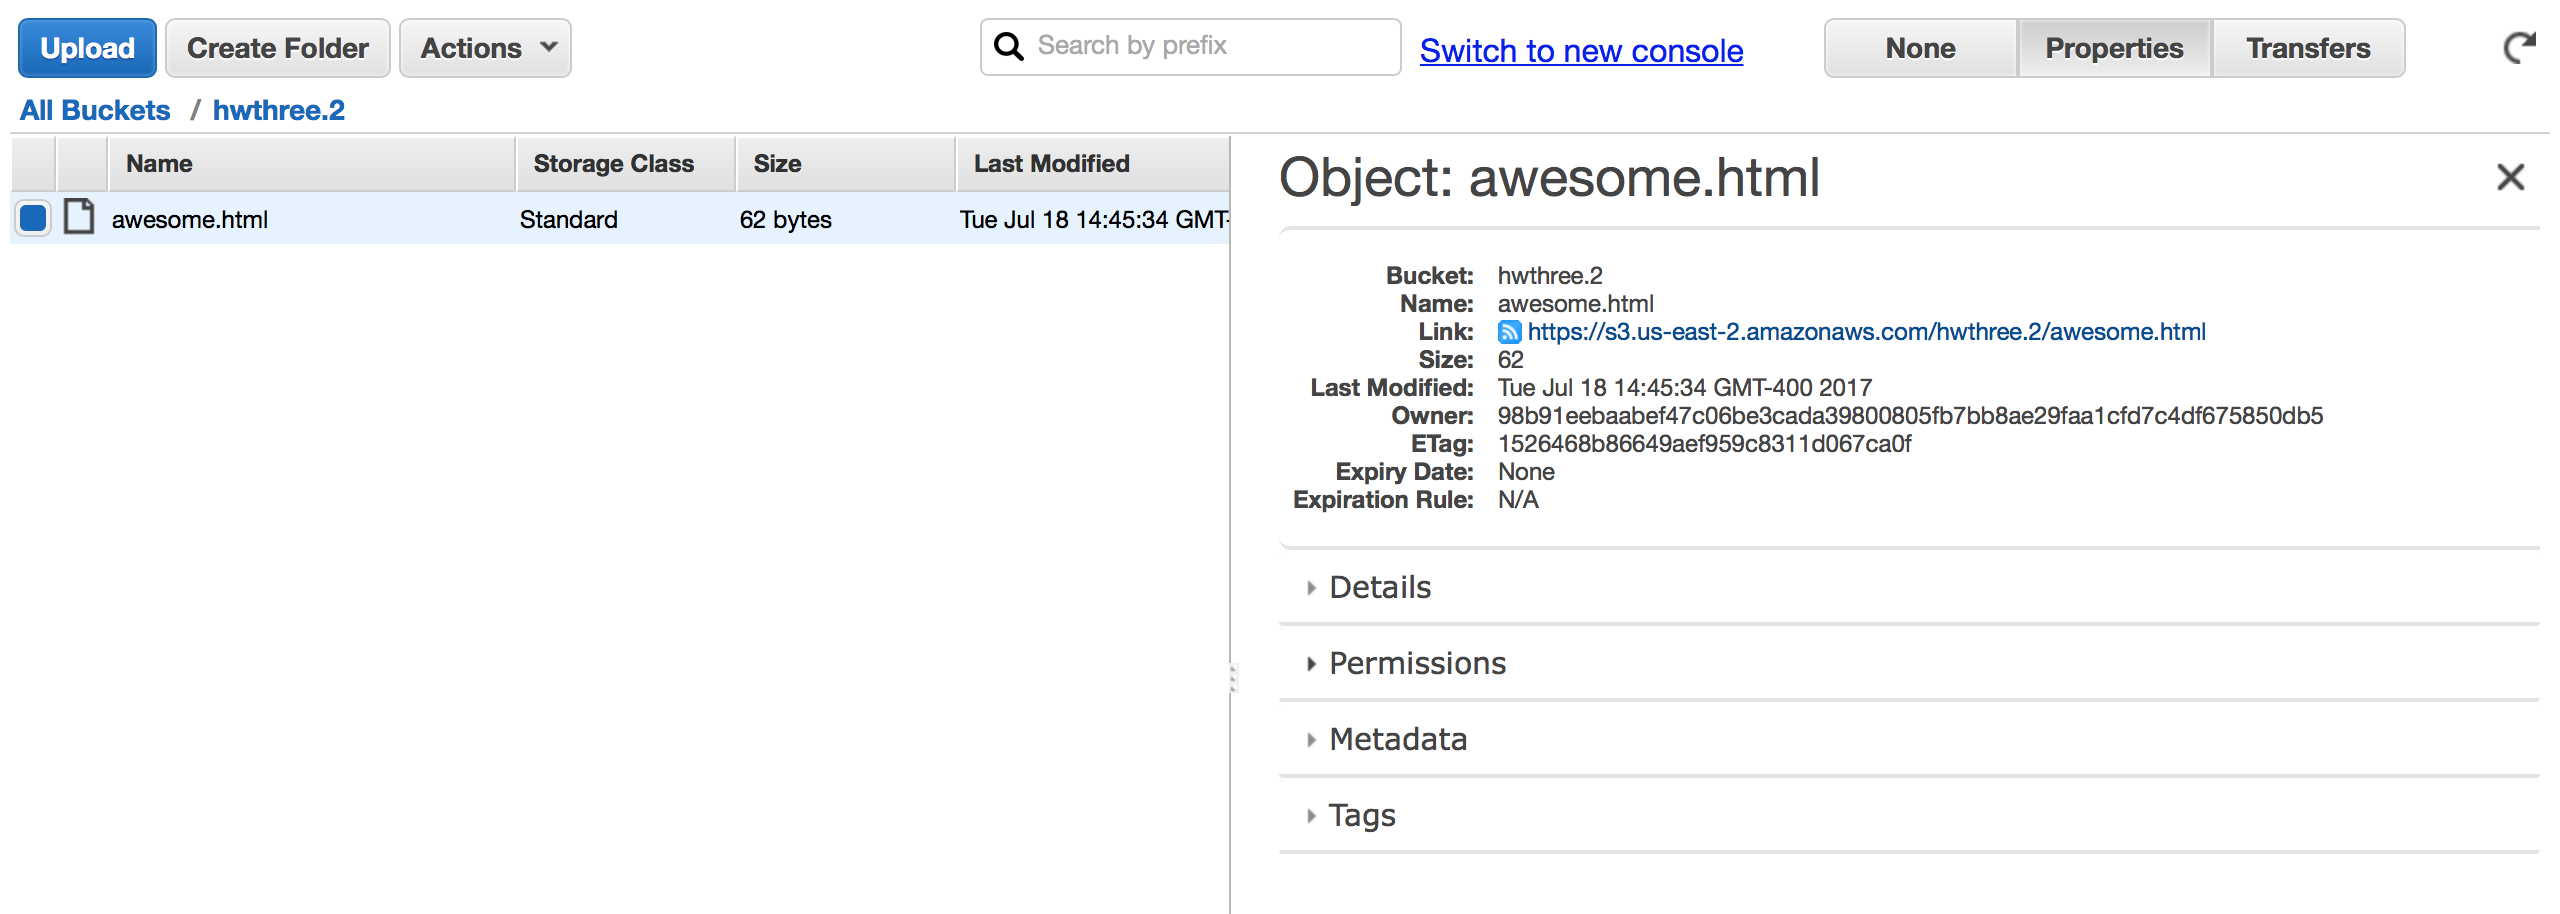 Upload Create Folder Actions Search by prefix Switch to new console None Properties Transfers
All Buckets / hwthree.2
Name Storage Class Size Last Modified
awesome.html Standard 62 bytes Tue Jul 18 14:45:34 GMT-
Object: awesome.html
Bucket: hwthree.2
Name: awesome.html
Link: https://s3.us-east-2.amazonaws.com/hwthree.2/awesome.html
Size: 62
Last Modified: Tue Jul 18 14:45:34 GMT-400 2017
Owner: 98b91eebaabef47c06be3cada39800805fb7bb8ae29faa1cfd7c4df675850db5
ETag: 1526468b86649aef959c8311d067ca0f
Expiry Date: None
Expiration Rule: N/A
Details
Permissions
Metadata
Tags